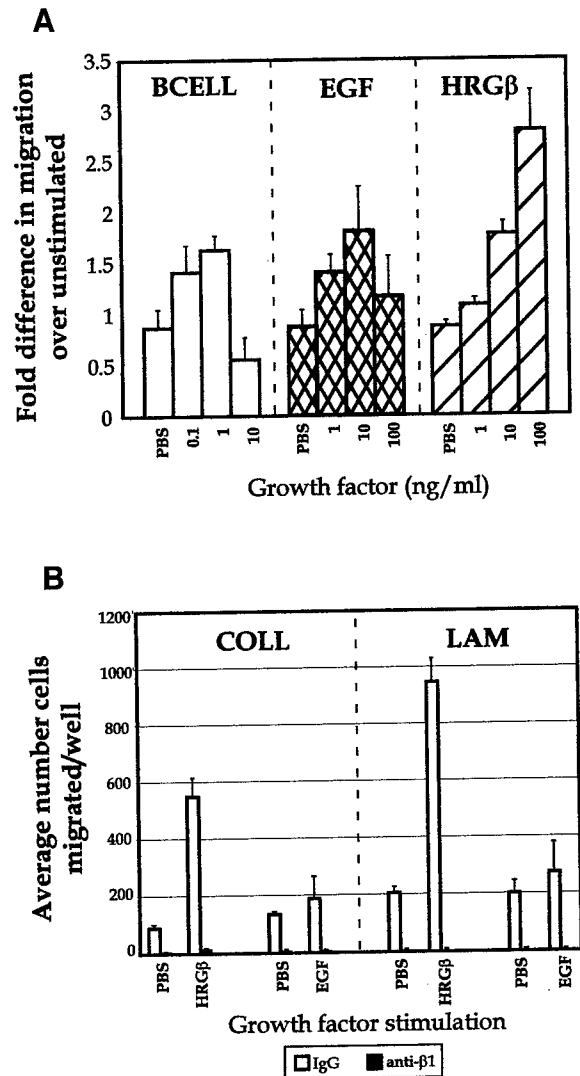 A
3.5
3
2.5
2
1.5
1
0.5
0
Fold difference in migration
over unstimulated
BCELL EGF HRGβ
PBS 0.1 1 10 PBS 1 10 100 PBS 1 10 100
Growth factor (ng/ml)
B
1200
1000
800
600
400
200
0
Average number cells
migrated/well
COLL LAM
PBS HRGβ PBS EGF PBS HRGβ PBS EGF
Growth factor stimulation
IgG anti-β1